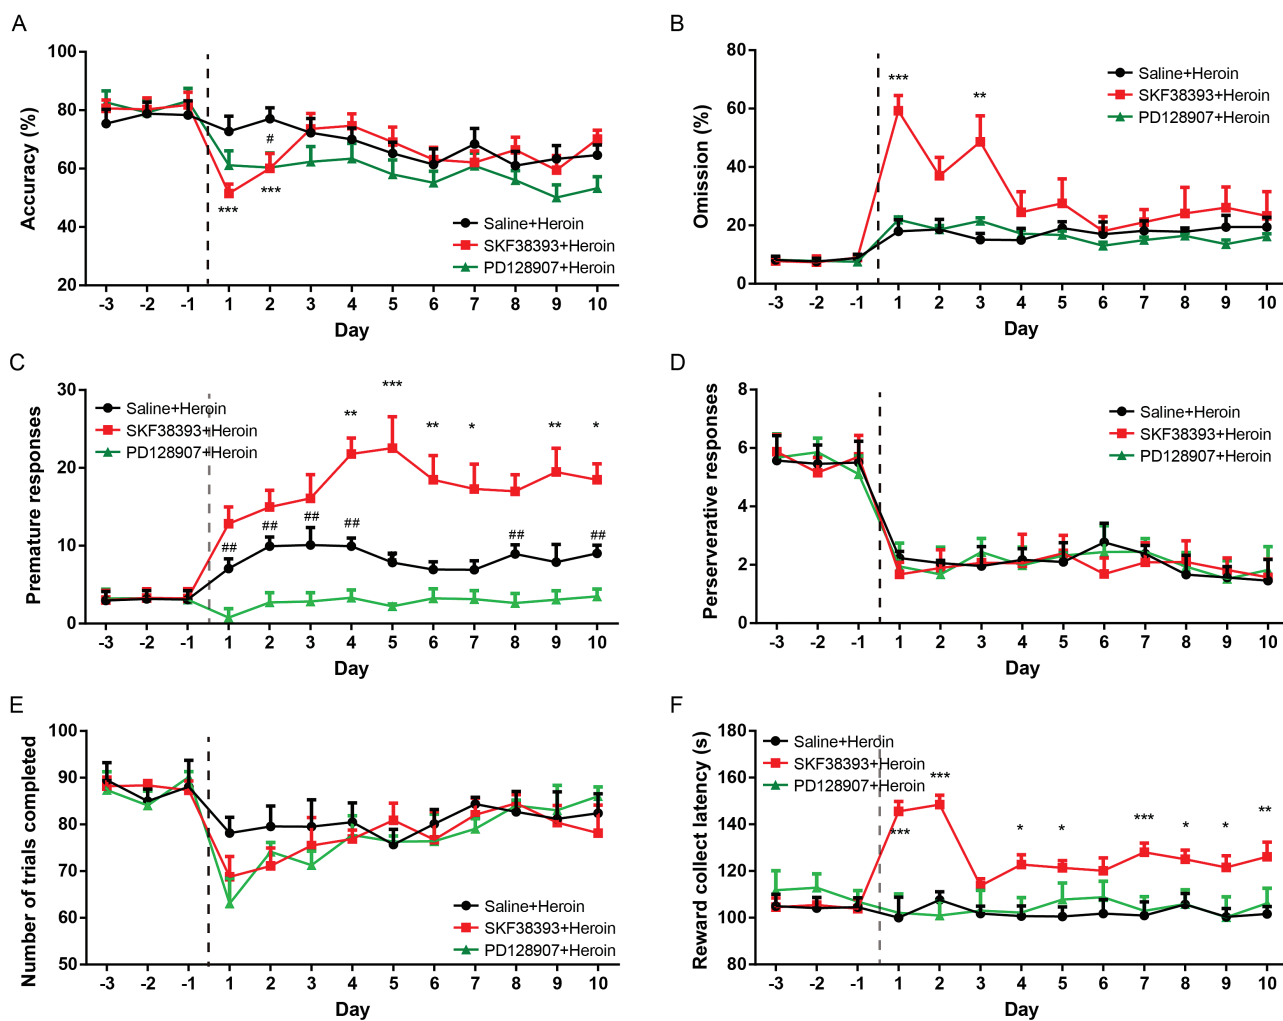 A
Accuracy (%)
100
80
60
40
20
#
***
***
Saline+Heroin
SKF38393+Heroin
PD128907+Heroin
-3 -2 -1 1 2 3 4 5 6 7 8 9 10
Day
B
Omission (%)
80
60
40
20
0
***
**
Saline+Heroin
SKF38393+Heroin
PD128907+Heroin
-3 -2 -1 1 2 3 4 5 6 7 8 9 10
Day
C
Premature responses
30
20
10
0
Saline+Heroin
SKF38393+Heroin
PD128907+Heroin
** *** ** * ** *
## ## ## ## ## ##
-3 -2 -1 1 2 3 4 5 6 7 8 9 10
Day
D
Perserverative responses
8
6
4
2
0
Saline+Heroin
SKF38393+Heroin
PD128907+Heroin
-3 -2 -1 1 2 3 4 5 6 7 8 9 10
Day
E
Number of trials completed
100
90
80
70
60
50
Saline+Heroin
SKF38393+Heroin
PD128907+Heroin
-3 -2 -1 1 2 3 4 5 6 7 8 9 10
Day
F
Reward collect latency (s)
180
160
140
120
100
80
Saline+Heroin
SKF38393+Heroin
PD128907+Heroin
*** *** * * *** * * **
-3 -2 -1 1 2 3 4 5 6 7 8 9 10
Day